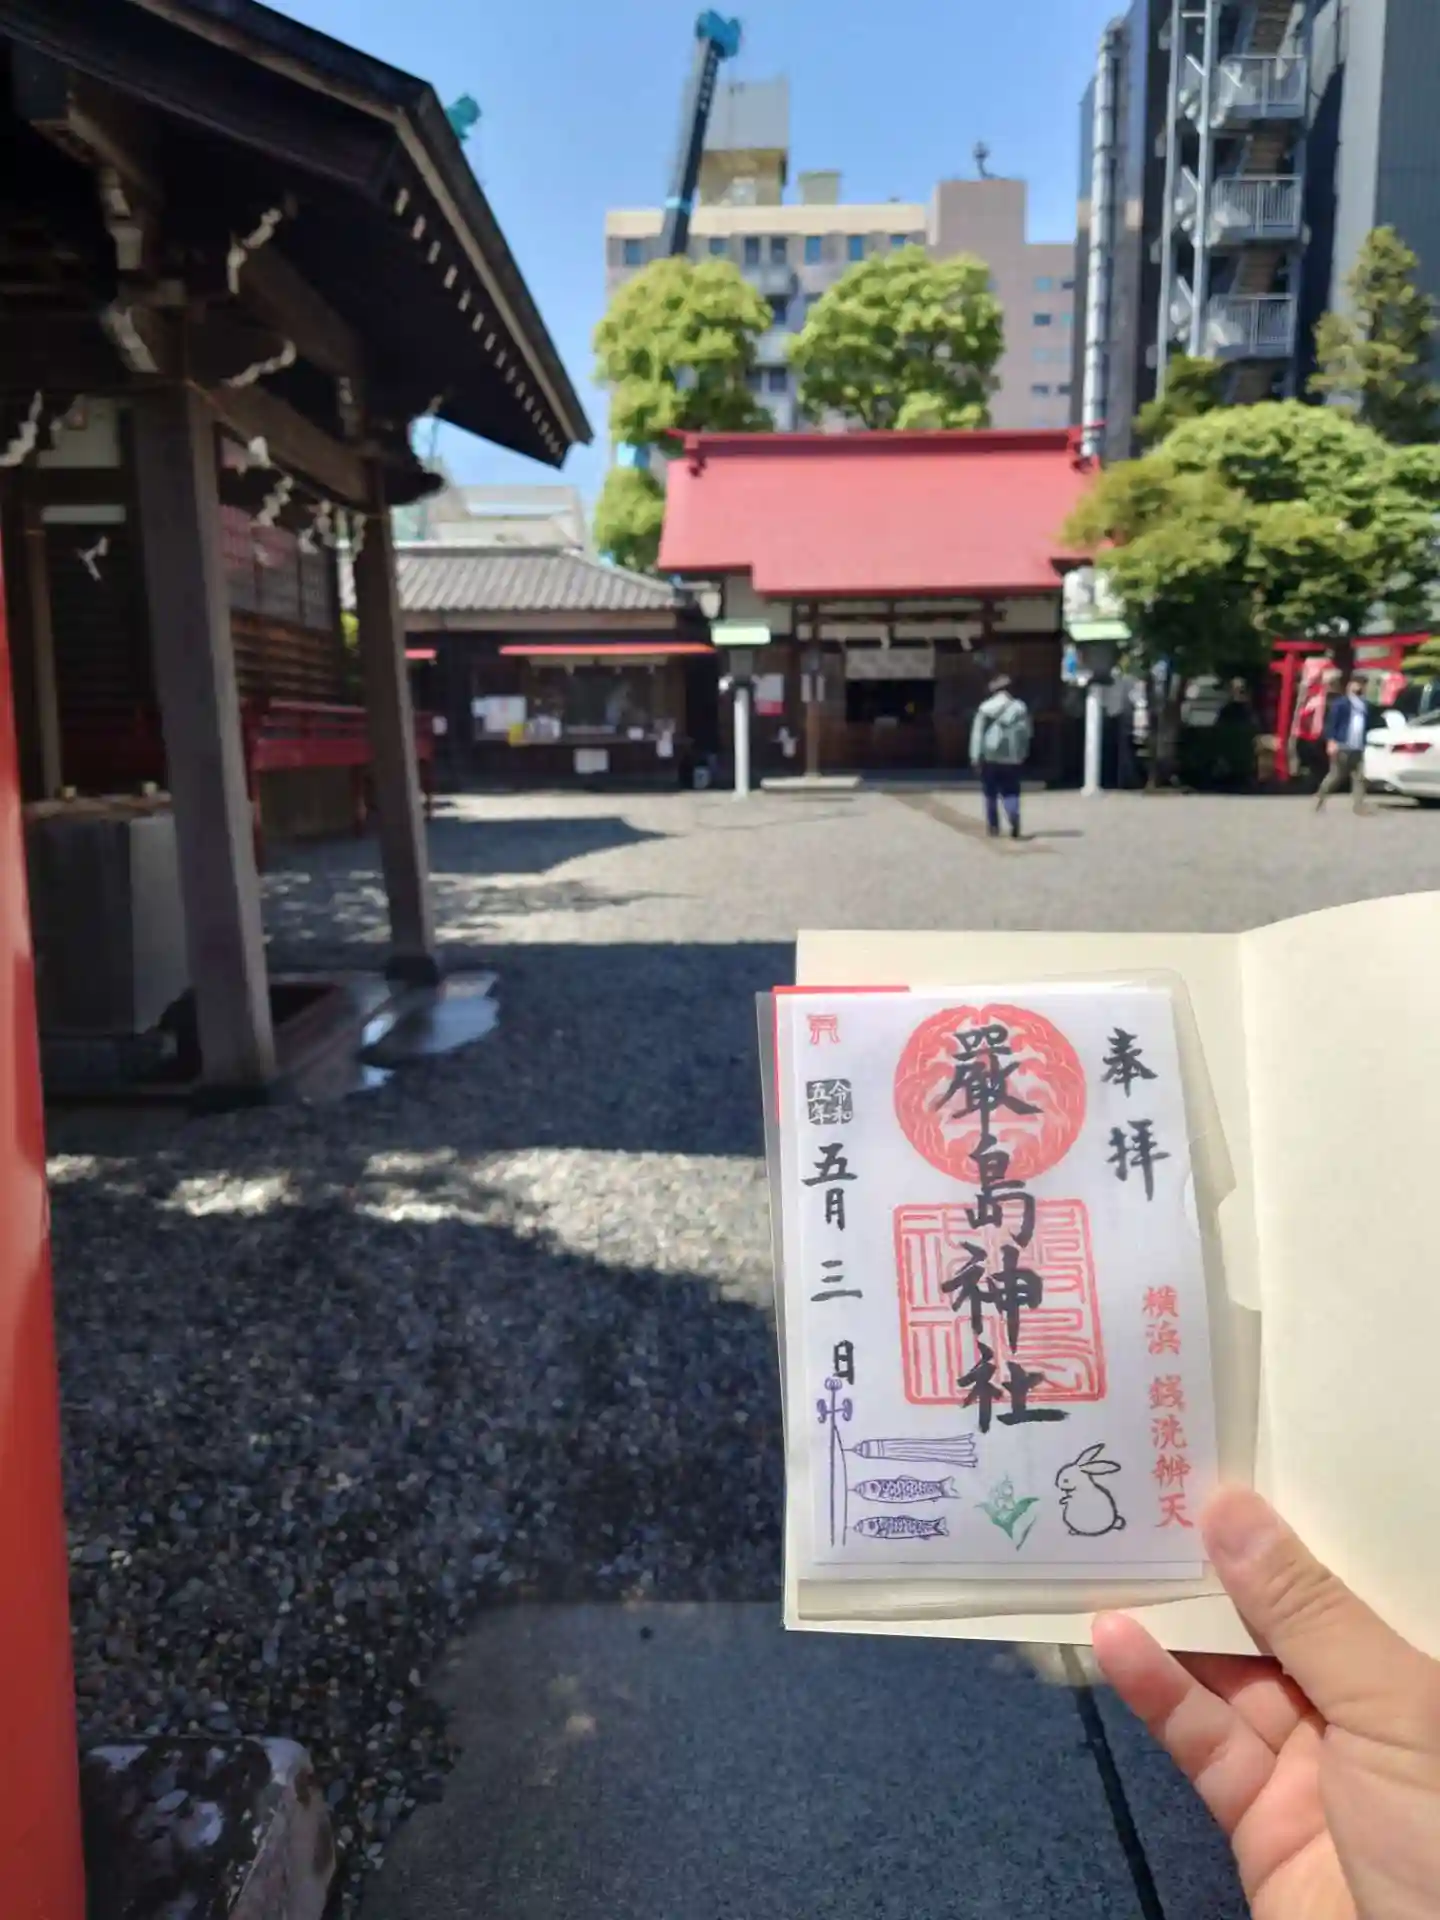 奉拝
横浜 銭洗辨天
嚴島神社
令和
五年
五月三日